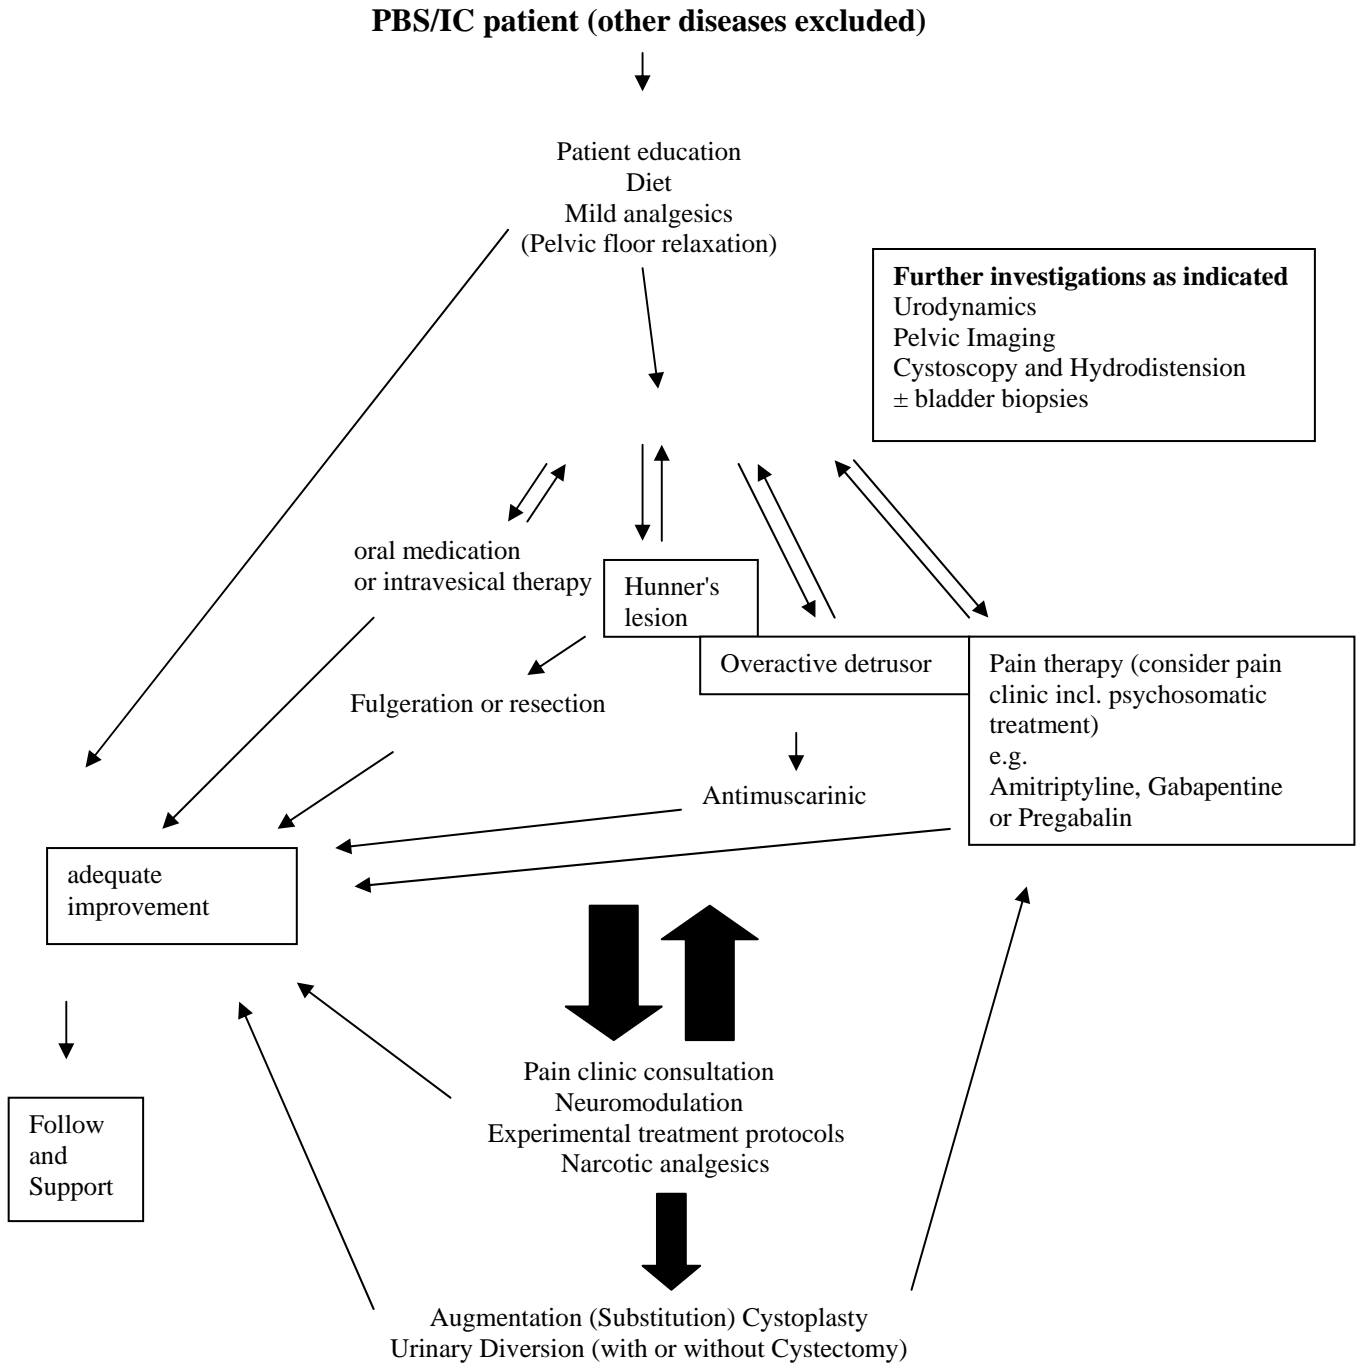 PBS/IC patient (other diseases excluded)
Patient education
Diet
Mild analgesics
(Pelvic floor relaxation)
Further investigations as indicated
Urodynamics
Pelvic Imaging
Cystoscopy and Hydrodistension
± bladder biopsies
oral medication
or intravesical therapy
Hunner's
lesion
Overactive detrusor
Pain therapy (consider pain
clinic incl. psychosomatic
treatment)
e.g.
Amitriptyline, Gabapentine
or Pregabalin
Fulgeration or resection
Antimuscarinic
adequate
improvement
Pain clinic consultation
Neuromodulation
Experimental treatment protocols
Narcotic analgesics
Follow
and
Support
Augmentation (Substitution) Cystoplasty
Urinary Diversion (with or without Cystectomy)